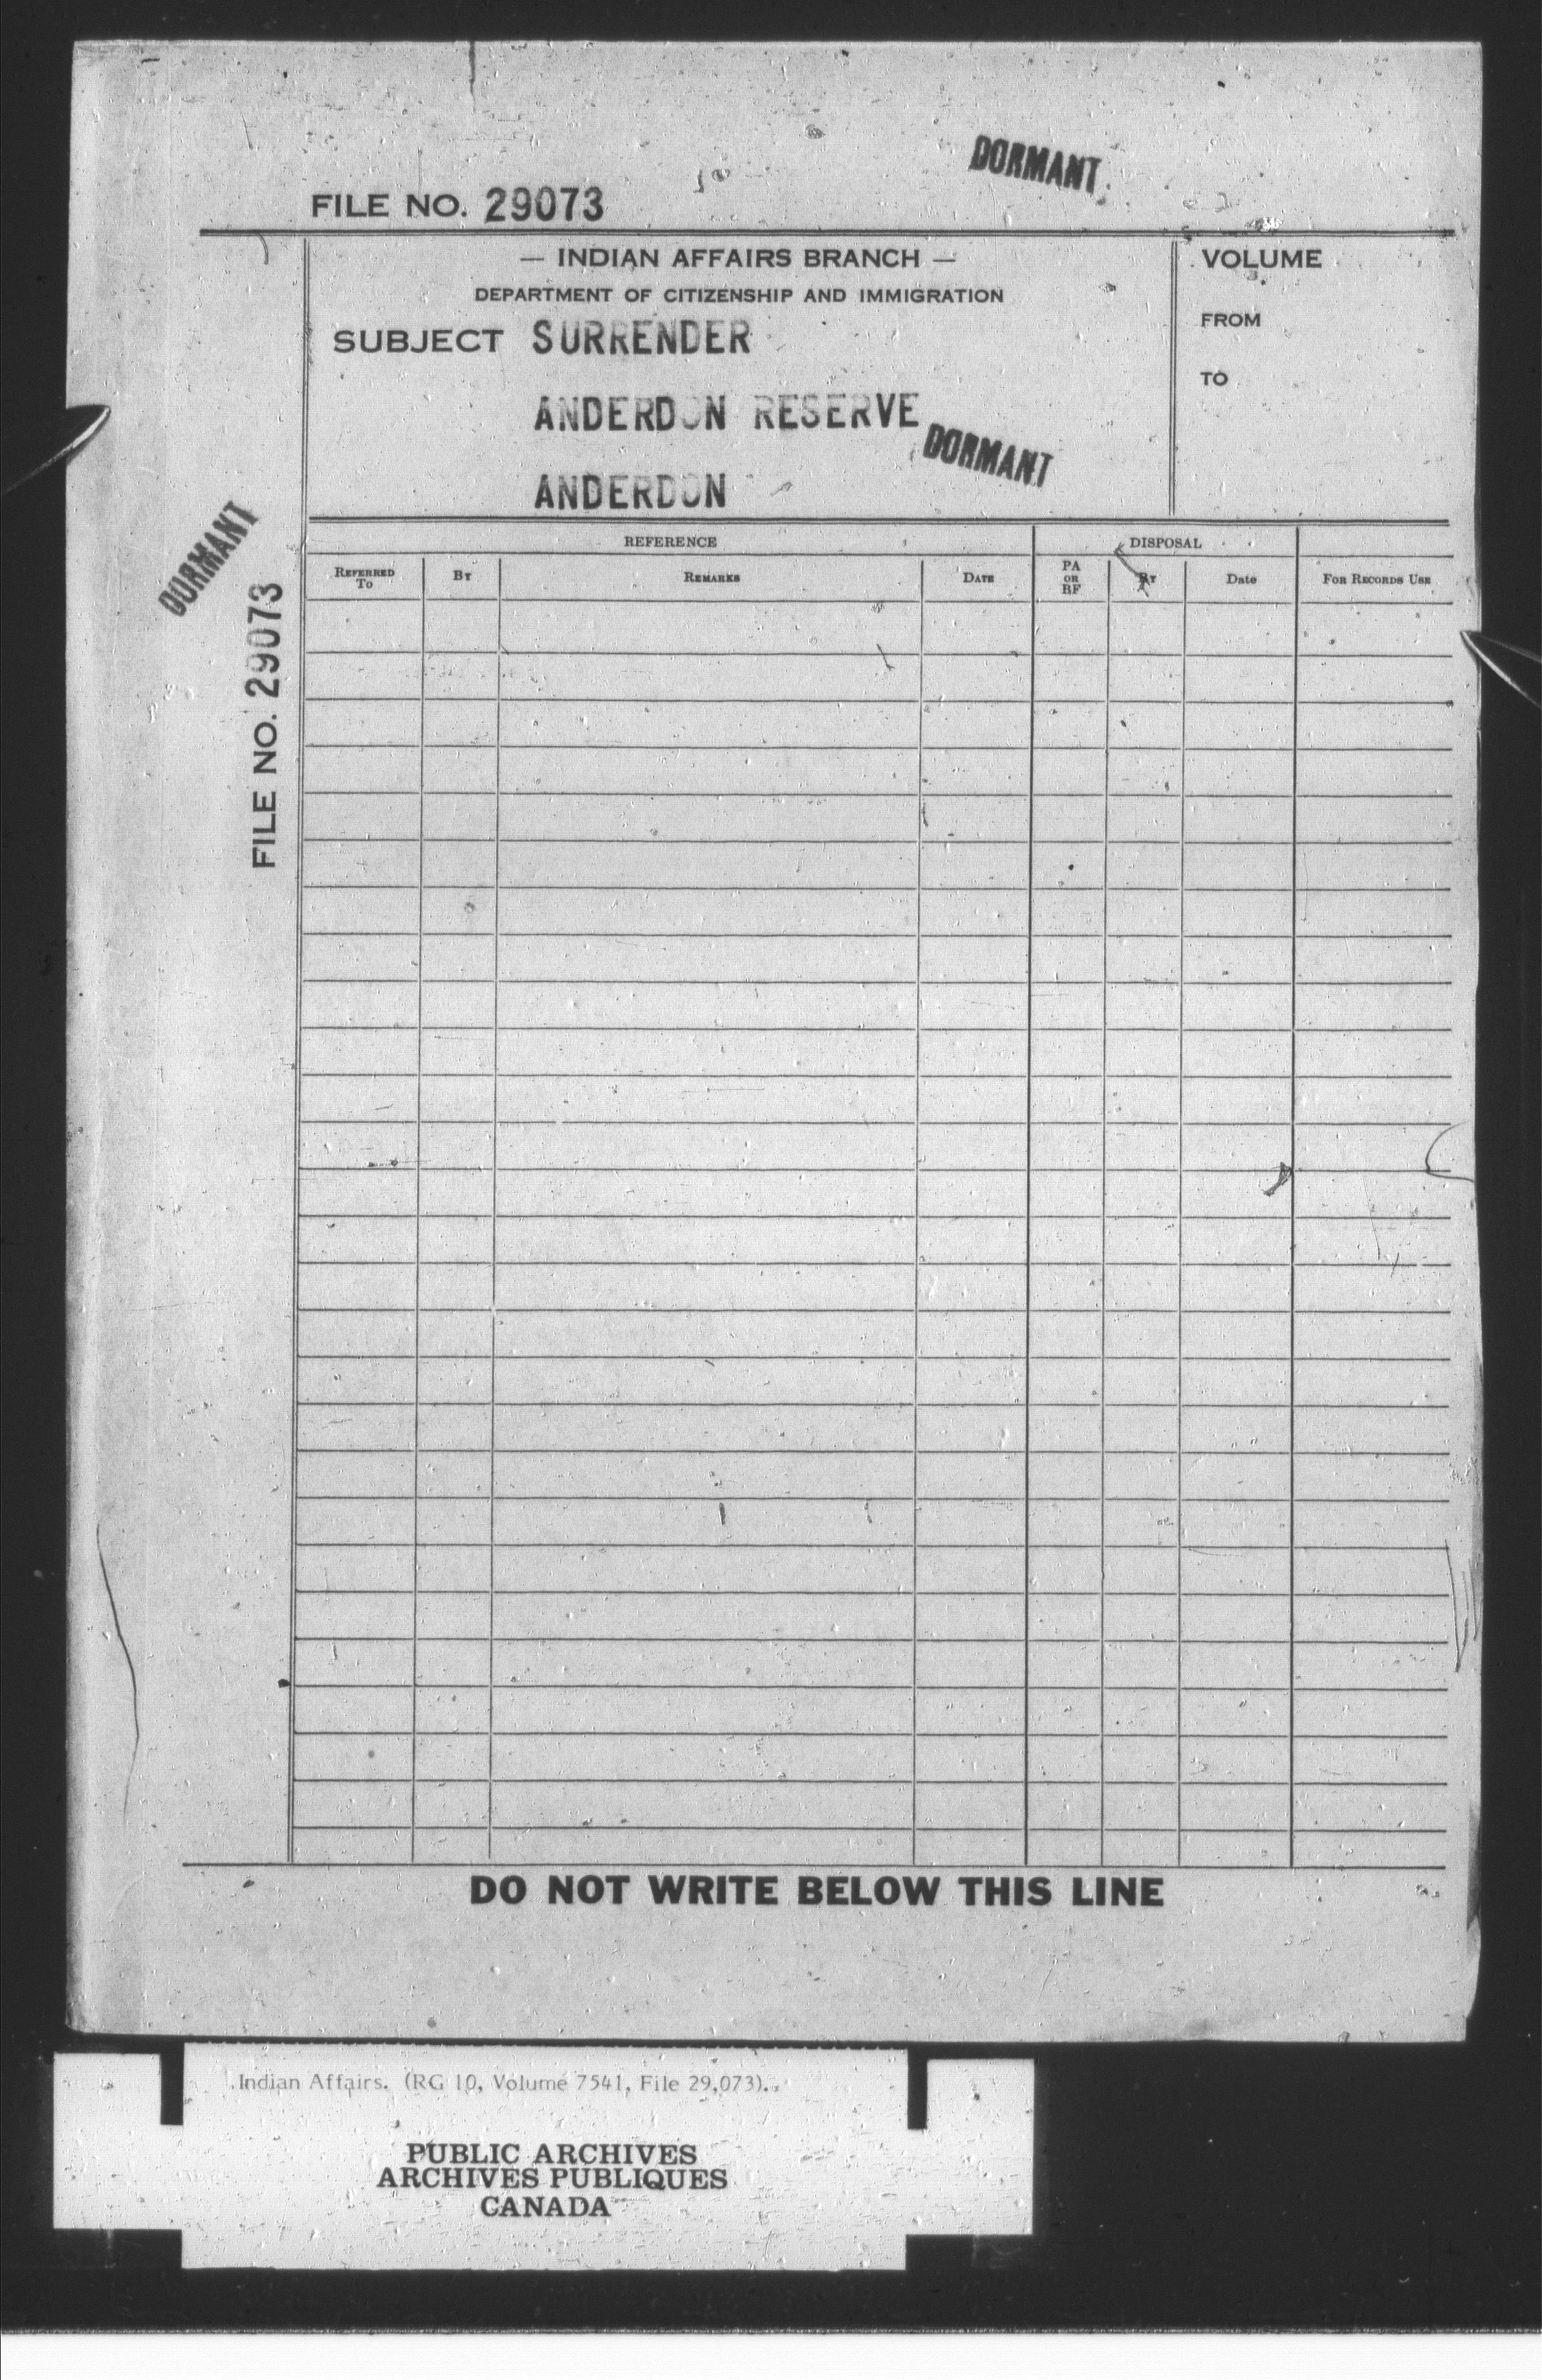 DORMANT
FILE NO. 29073
— INDIAN AFFAIRS BRANCH —
DEPARTMENT OF CITIZENSHIP AND IMMIGRATION
SUBJECT SURRENDER
ANDERDON RESERVE
DORMANT
ANDERDON
VOLUME
FROM
TO
DORMANT
FILE NO. 29073
REFERENCE
DISPOSAL
REFERRED TO
BY
REMARKS
DATE
PA OR BF
BY
Date
FOR RECORDS USE
DO NOT WRITE BELOW THIS LINE
Indian Affairs. (RG 10, Volume 7541, File 29,073).
PUBLIC ARCHIVES
ARCHIVES PUBLIQUES
CANADA